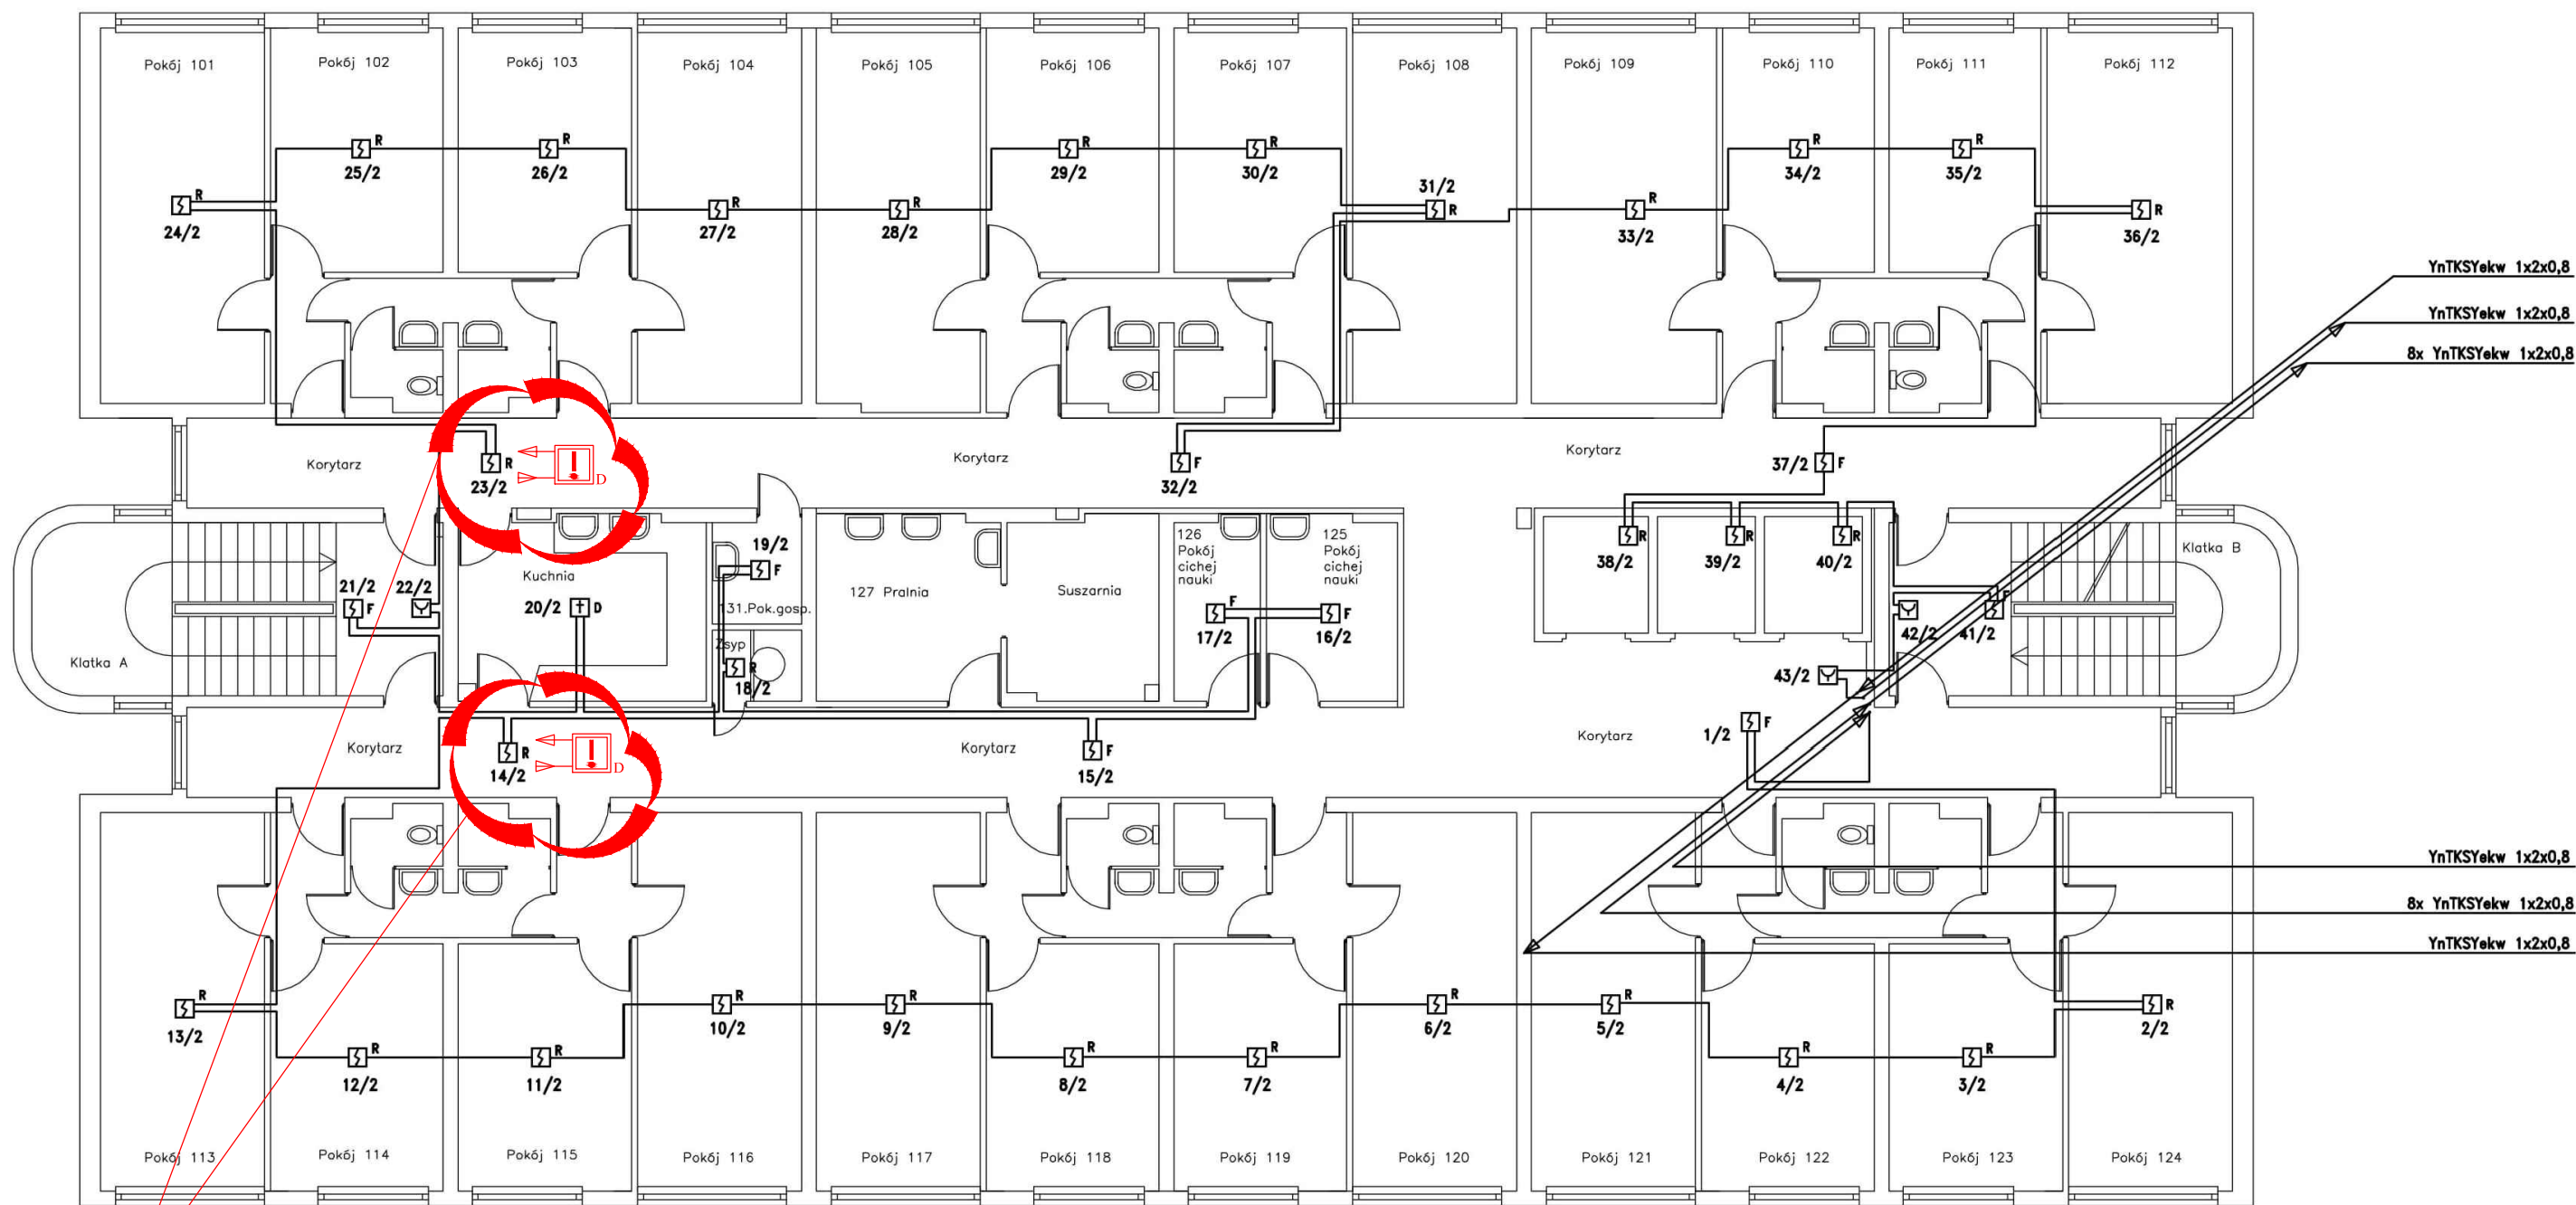 Pokój 101
Pokój 102
Pokój 103
Pokój 104
Pokój 105
Pokój 106
Pokój 107
Pokój 108
Pokój 109
Pokój 110
Pokój 111
Pokój 112
R
25/2
R
26/2
R
29/2
R
30/2
R
34/2
R
35/2
R
24/2
R
27/2
R
28/2
31/2
R
R
33/2
R
36/2
YnTKSYekw 1x2x0,8
YnTKSYekw 1x2x0,8
8x YnTKSYekw 1x2x0,8
Korytarz
R
23/2
D
Korytarz
F
32/2
Korytarz
37/2
F
19/2
F
126
Pokój
cichej
nauki
125
Pokój
cichej
nauki
R
38/2
R
39/2
R
40/2
Klatka B
Kuchnia
21/2
F
22/2
20/2
D
131.Pok.gosp.
127 Pralnia
Suszarnia
F
17/2
F
16/2
42/2
F
41/2
Klatka A
Zsyp
R
18/2
43/2
Korytarz
R
14/2
D
Korytarz
F
15/2
Korytarz
1/2
F
YnTKSYekw 1x2x0,8
8x YnTKSYekw 1x2x0,8
YnTKSYekw 1x2x0,8
R
13/2
R
12/2
R
11/2
R
10/2
R
9/2
R
8/2
R
7/2
R
6/2
R
5/2
R
4/2
R
3/2
R
2/2
Pokój 113
Pokój 114
Pokój 115
Pokój 116
Pokój 117
Pokój 118
Pokój 119
Pokój 120
Pokój 121
Pokój 122
Pokój 123
Pokój 124